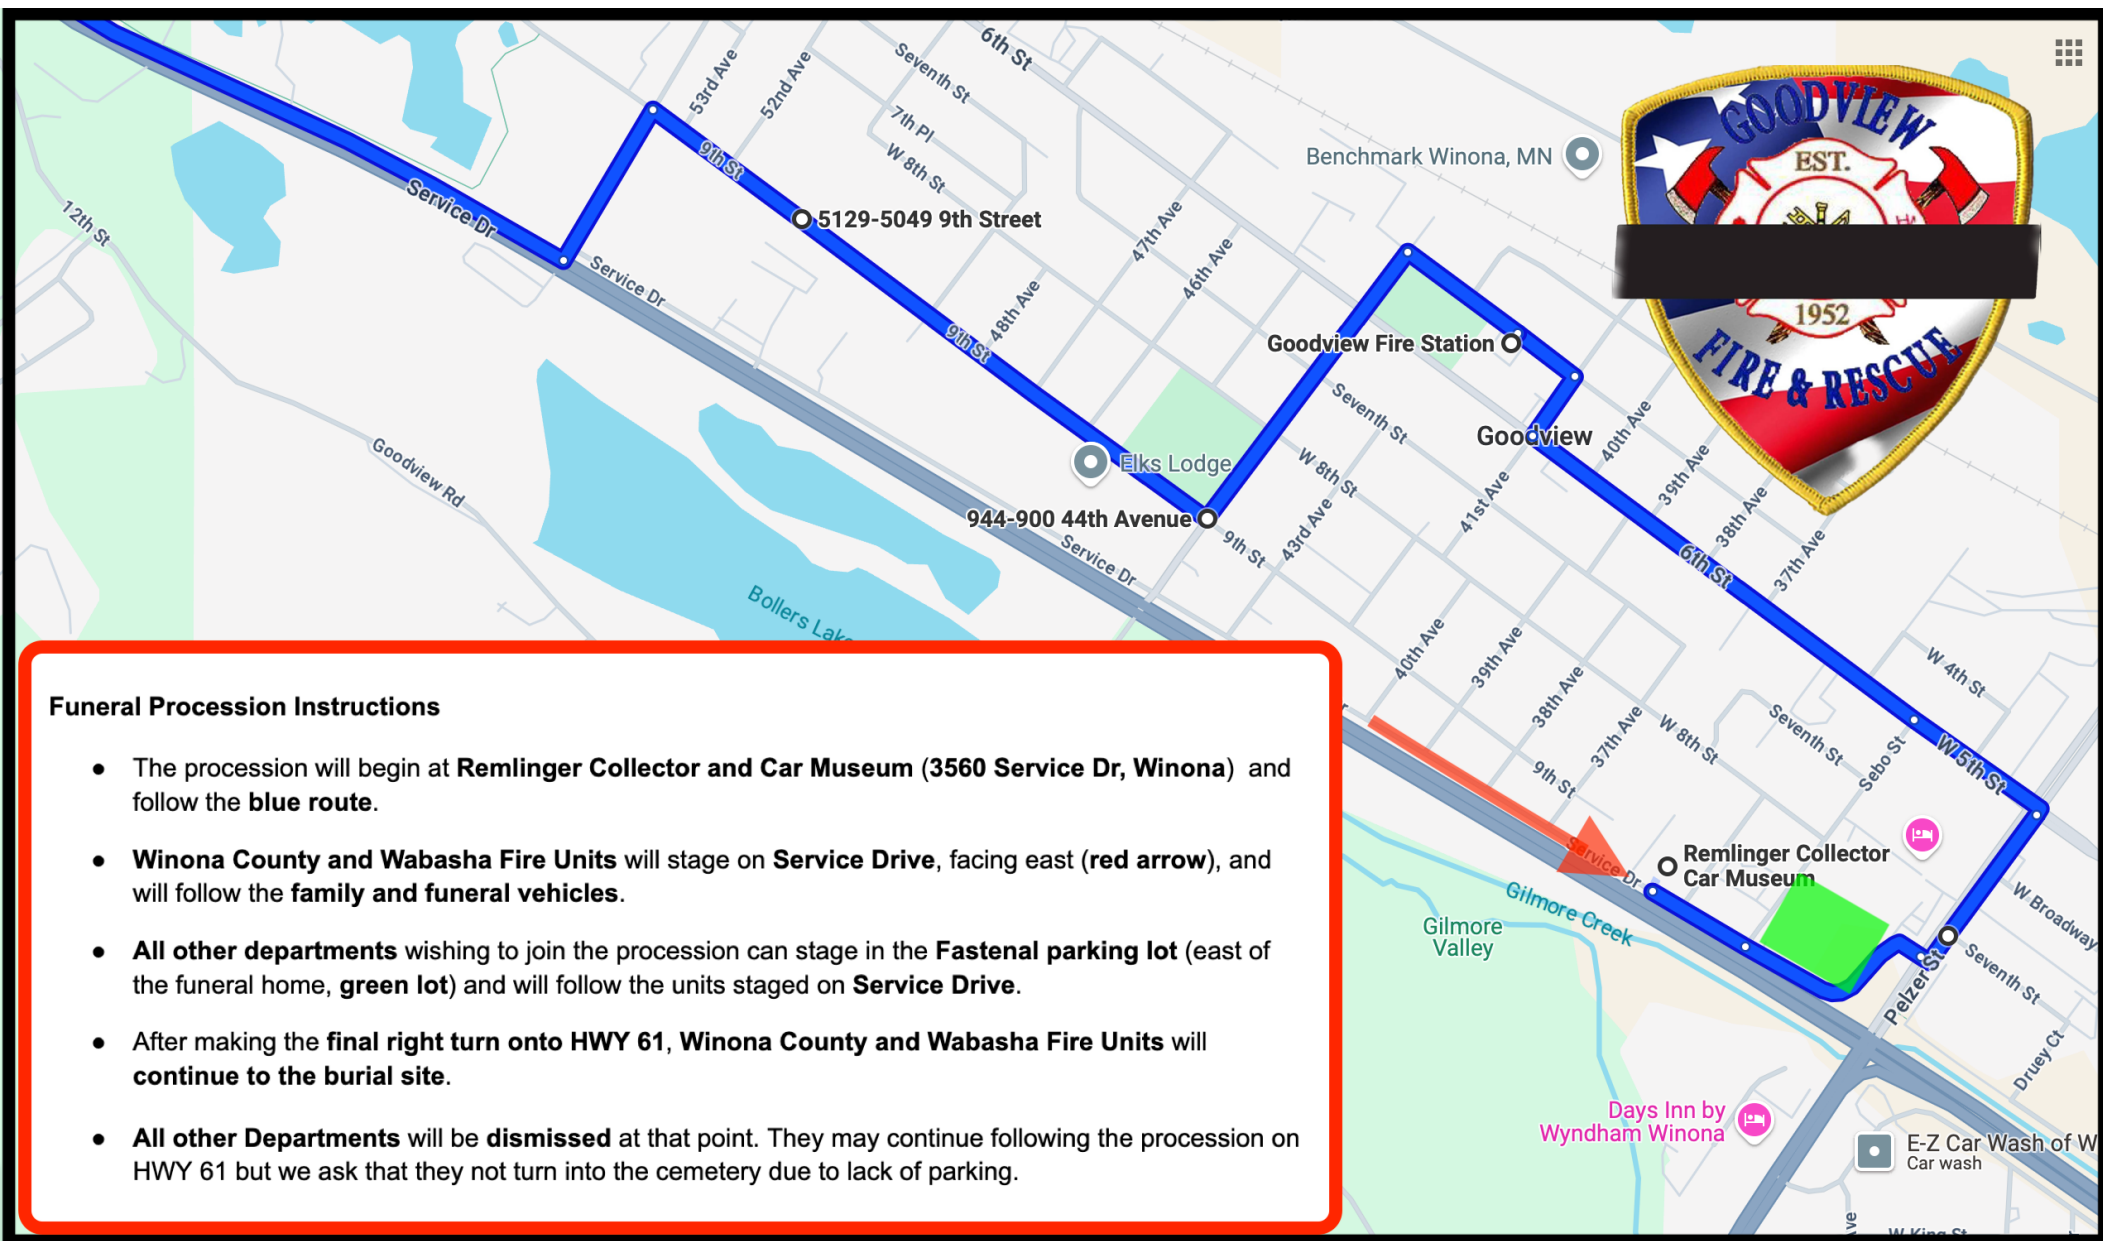 6th St
53rd Ave
52nd Ave
Seventh St
7th Pl
W 8th St
9th St
Benchmark Winona, MN
GOODVIEW
EST.
1952
FIRE & RESCUE
12th St
Service Dr
5129-5049 9th Street
Service Dr
47th Ave
46th Ave
48th Ave
9th St
Goodview Fire Station
Seventh St
Goodview
40th Ave
39th Ave
38th Ave
37th Ave
Goodview Rd
Elks Lodge
W 8th St
944-900 44th Avenue
9th St
43rd Ave
41st Ave
Service Dr
6th St
Bollers Lake
40th Ave
39th Ave
38th Ave
37th Ave
W 8th St
Seventh St
Sebo St
W 4th St
W 5th St
9th St
Service Dr
Remlinger Collector
Car Museum
W Broadway
Gilmore Creek
Gilmore
Valley
Pelzer St
Seventh St
Druey Ct
Days Inn by
Wyndham Winona
E-Z Car Wash of W
Car wash
W King St
Funeral Procession Instructions
● The procession will begin at Remlinger Collector and Car Museum (3560 Service Dr, Winona) and
follow the blue route.
● Winona County and Wabasha Fire Units will stage on Service Drive, facing east (red arrow), and
will follow the family and funeral vehicles.
● All other departments wishing to join the procession can stage in the Fastenal parking lot (east of
the funeral home, green lot) and will follow the units staged on Service Drive.
● After making the final right turn onto HWY 61, Winona County and Wabasha Fire Units will
continue to the burial site.
● All other Departments will be dismissed at that point. They may continue following the procession on
HWY 61 but we ask that they not turn into the cemetery due to lack of parking.